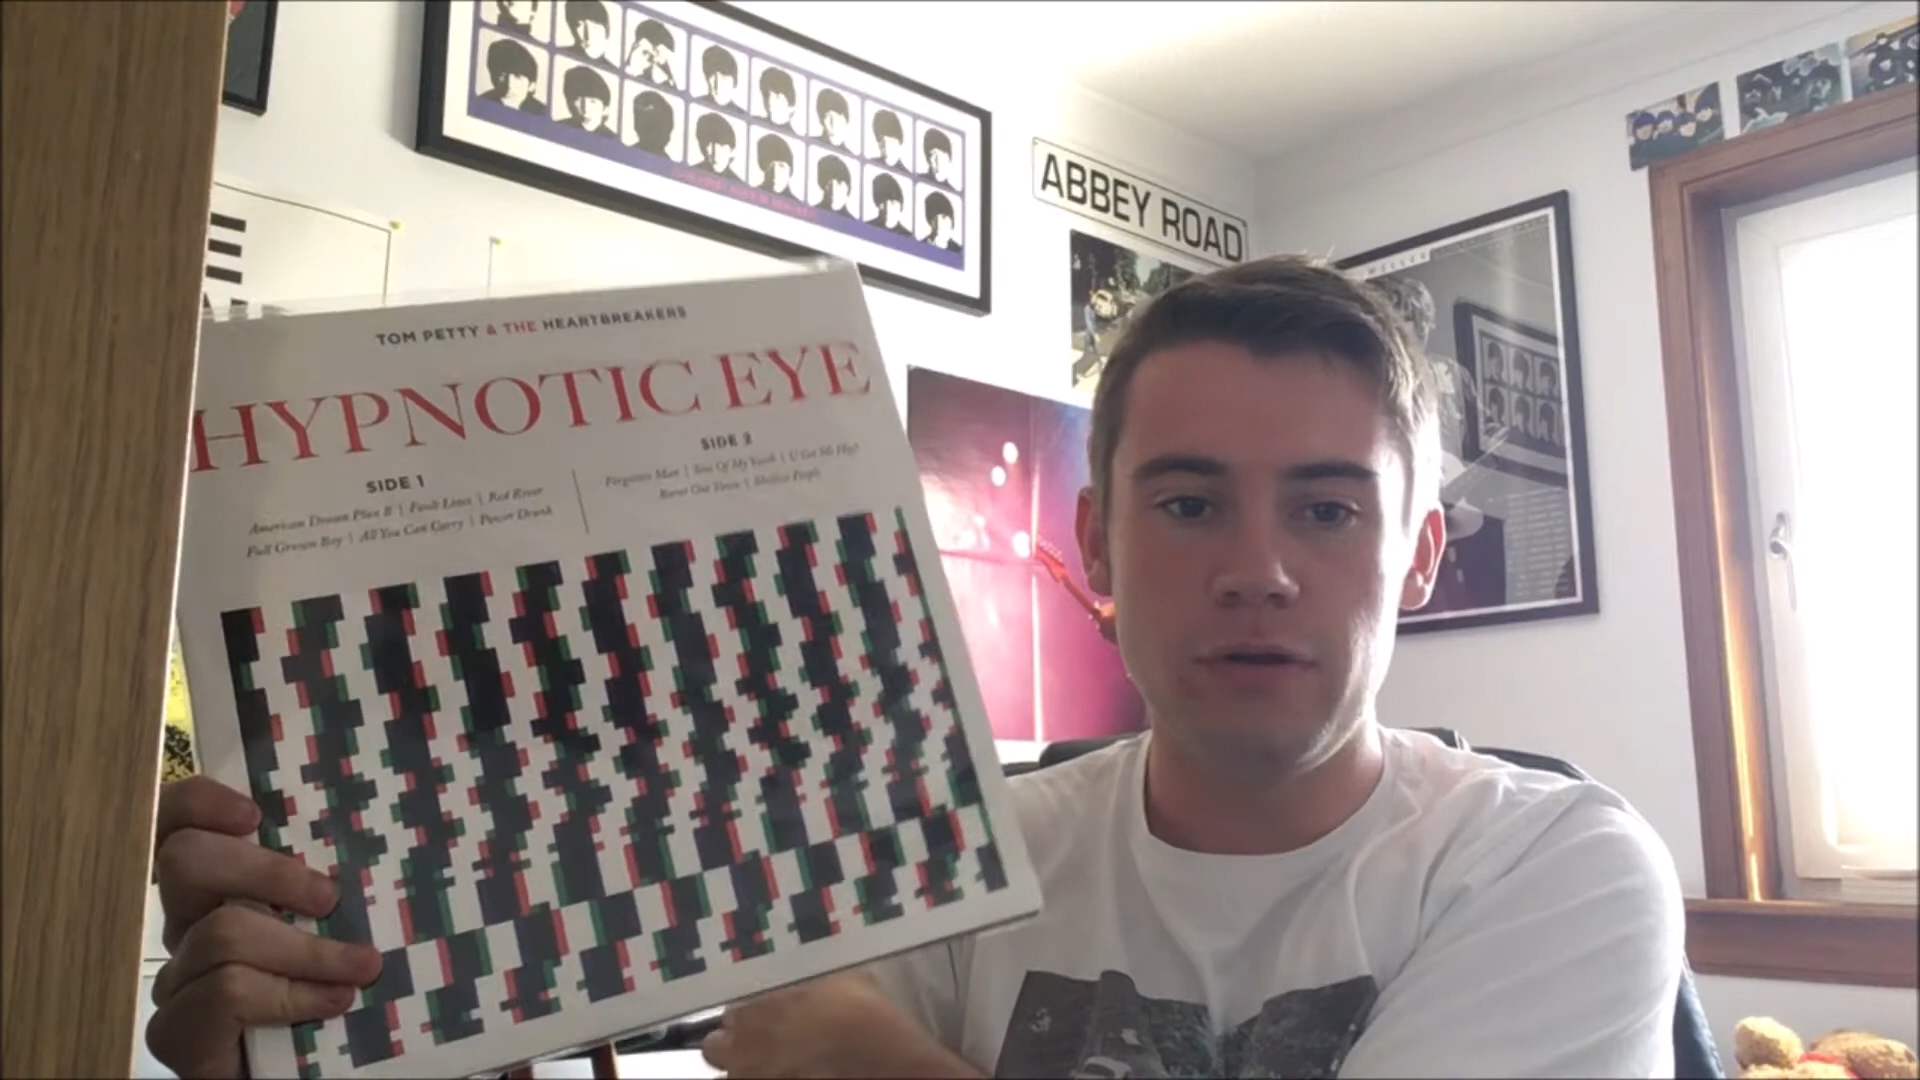 ABBEY ROAD
WELLER
TOM PETTY & THE HEARTBREAKERS
HYPNOTIC EYE
SIDE 1
American Dream Plan B | Fault Lines | Red River
Full Grown Boy | All You Can Carry | Power Drunk
SIDE 2
Forgotten Man | Sins Of My Youth | U Get Me High
Burnt Out Town | Shadow People